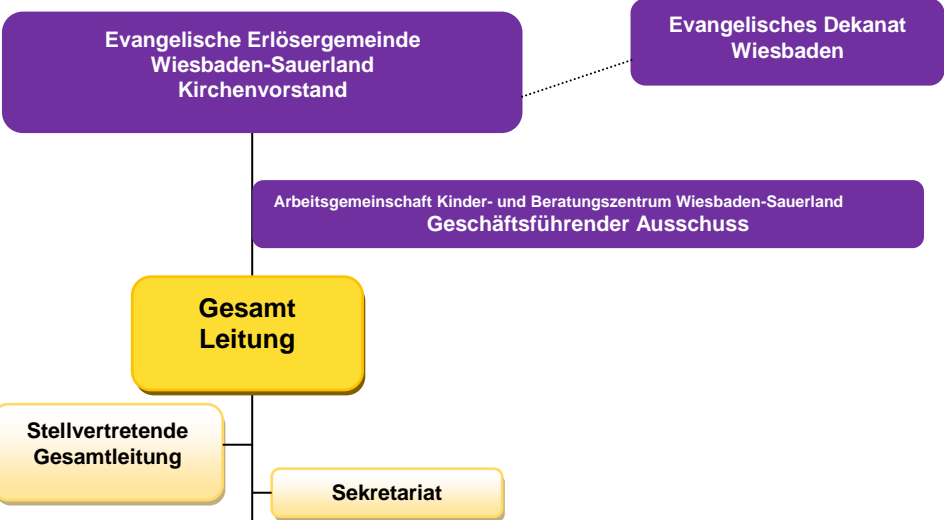 Evangelische Erlösergemeinde
Wiesbaden-Sauerland
Kirchenvorstand
Evangelisches Dekanat
Wiesbaden
Arbeitsgemeinschaft Kinder- und Beratungszentrum Wiesbaden-Sauerland
Geschäftsführender Ausschuss
Gesamt
Leitung
Stellvertretende
Gesamtleitung
Sekretariat